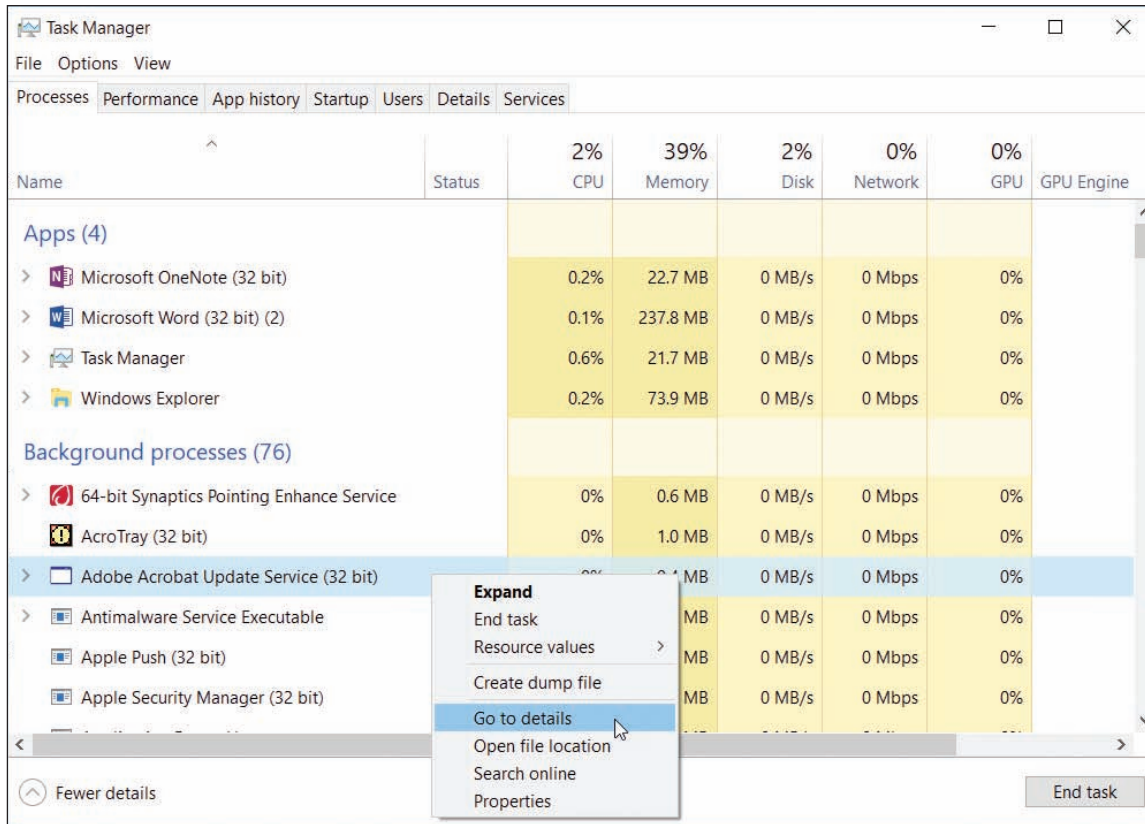 Task Manager
File Options View
Processes Performance App history Startup Users Details Services
2% 39% 2% 0% 0%
Name Status CPU Memory Disk Network GPU GPU Engine
Apps (4)
Microsoft OneNote (32 bit) 0.2% 22.7 MB 0 MB/s 0 Mbps 0%
Microsoft Word (32 bit) (2) 0.1% 237.8 MB 0 MB/s 0 Mbps 0%
Task Manager 0.6% 21.7 MB 0 MB/s 0 Mbps 0%
Windows Explorer 0.2% 73.9 MB 0 MB/s 0 Mbps 0%
Background processes (76)
64-bit Synaptics Pointing Enhance Service 0% 0.6 MB 0 MB/s 0 Mbps 0%
AcroTray (32 bit) 0% 1.0 MB 0 MB/s 0 Mbps 0%
Adobe Acrobat Update Service (32 bit) MB 0 MB/s 0 Mbps 0%
Antimalware Service Executable MB 0 MB/s 0 Mbps 0%
Apple Push (32 bit) MB 0 MB/s 0 Mbps 0%
Apple Security Manager (32 bit) MB 0 MB/s 0 Mbps 0%
Expand
End task
Resource values
Create dump file
Go to details
Open file location
Search online
Properties
Fewer details End task